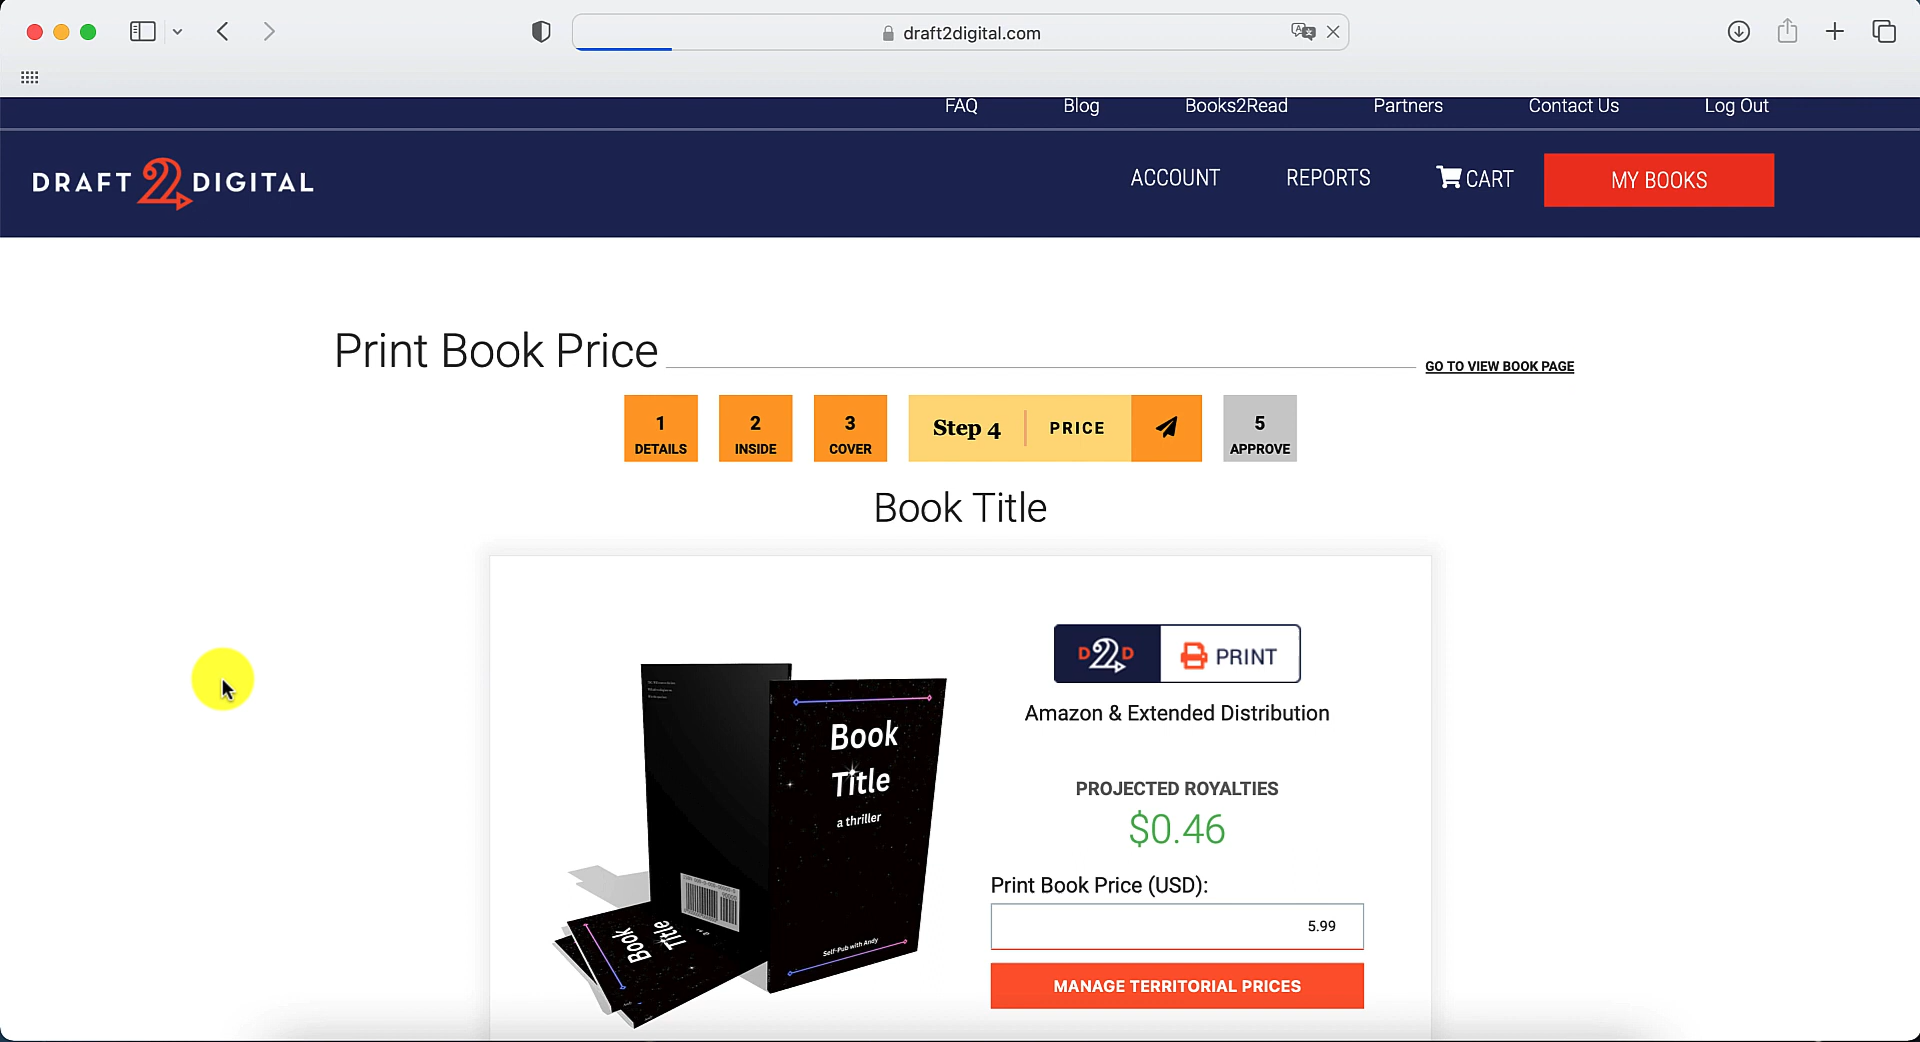 draft2digital.com
FAQ Blog Books2Read Partners Contact Us Log Out
DRAFT 2 DIGITAL
ACCOUNT REPORTS CART MY BOOKS
Print Book Price
GO TO VIEW BOOK PAGE
1 DETAILS
2 INSIDE
3 COVER
Step 4 PRICE
5 APPROVE
Book Title
Book
Title
a thriller
Self-Pub with Andy
Book
Title
D2D PRINT
Amazon & Extended Distribution
PROJECTED ROYALTIES
$0.46
Print Book Price (USD):
5.99
MANAGE TERRITORIAL PRICES